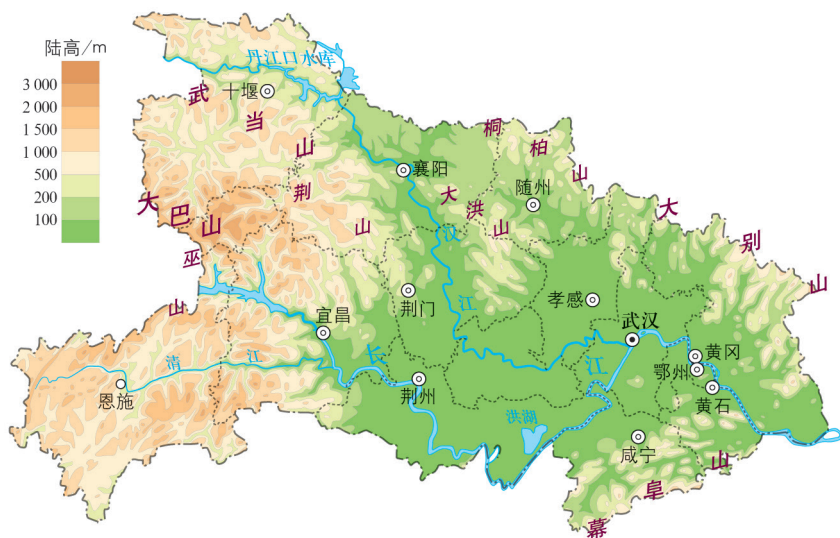 陆高/m
3 000
2 000
1 500
1 000
500
200
100
丹江口水库
十堰
武当山
襄阳
桐柏山
随州
大洪山
荆山
大巴山
巫山
大别山
汉江
荆门
孝感
宜昌
武汉
长江
黄冈
鄂州
黄石
清江
恩施
荆州
洪湖
咸宁
幕阜山